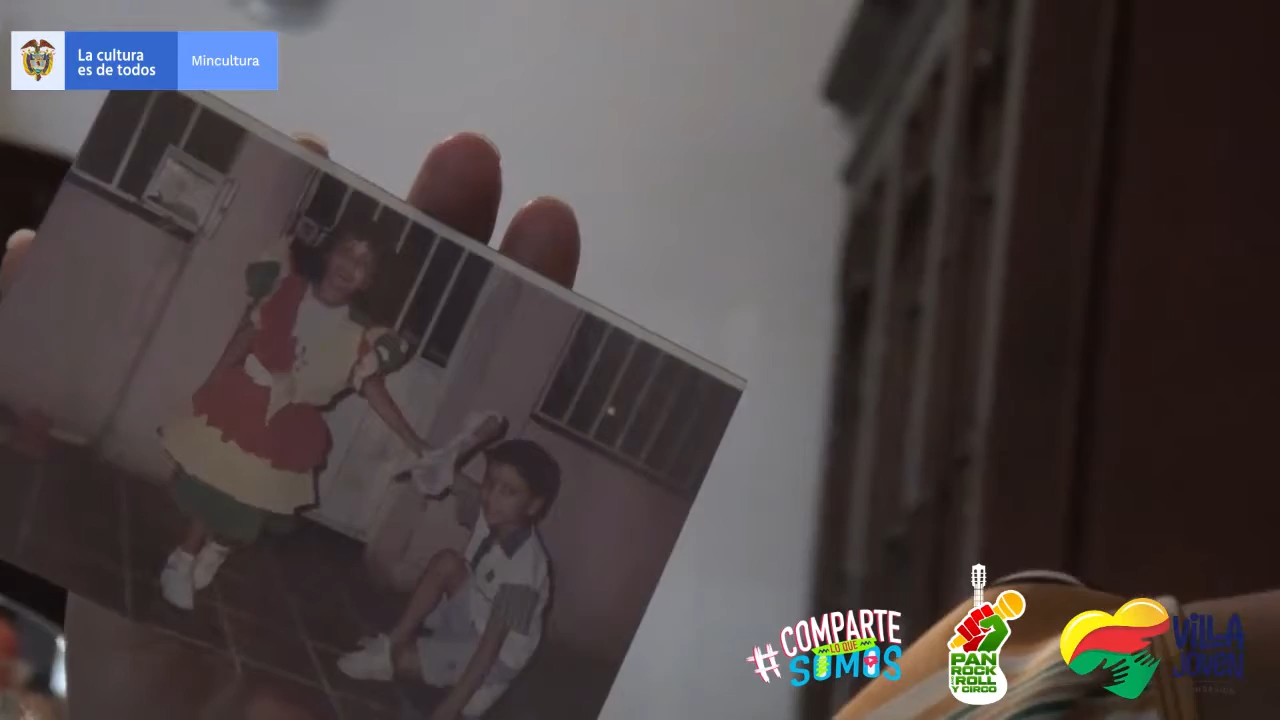 La cultura
es de todos
Mincultura
#COMPARTE
LO QUE
SOMOS
PAN
ROCK
ROLL
Y CIRCO
VILLA
JOVEN